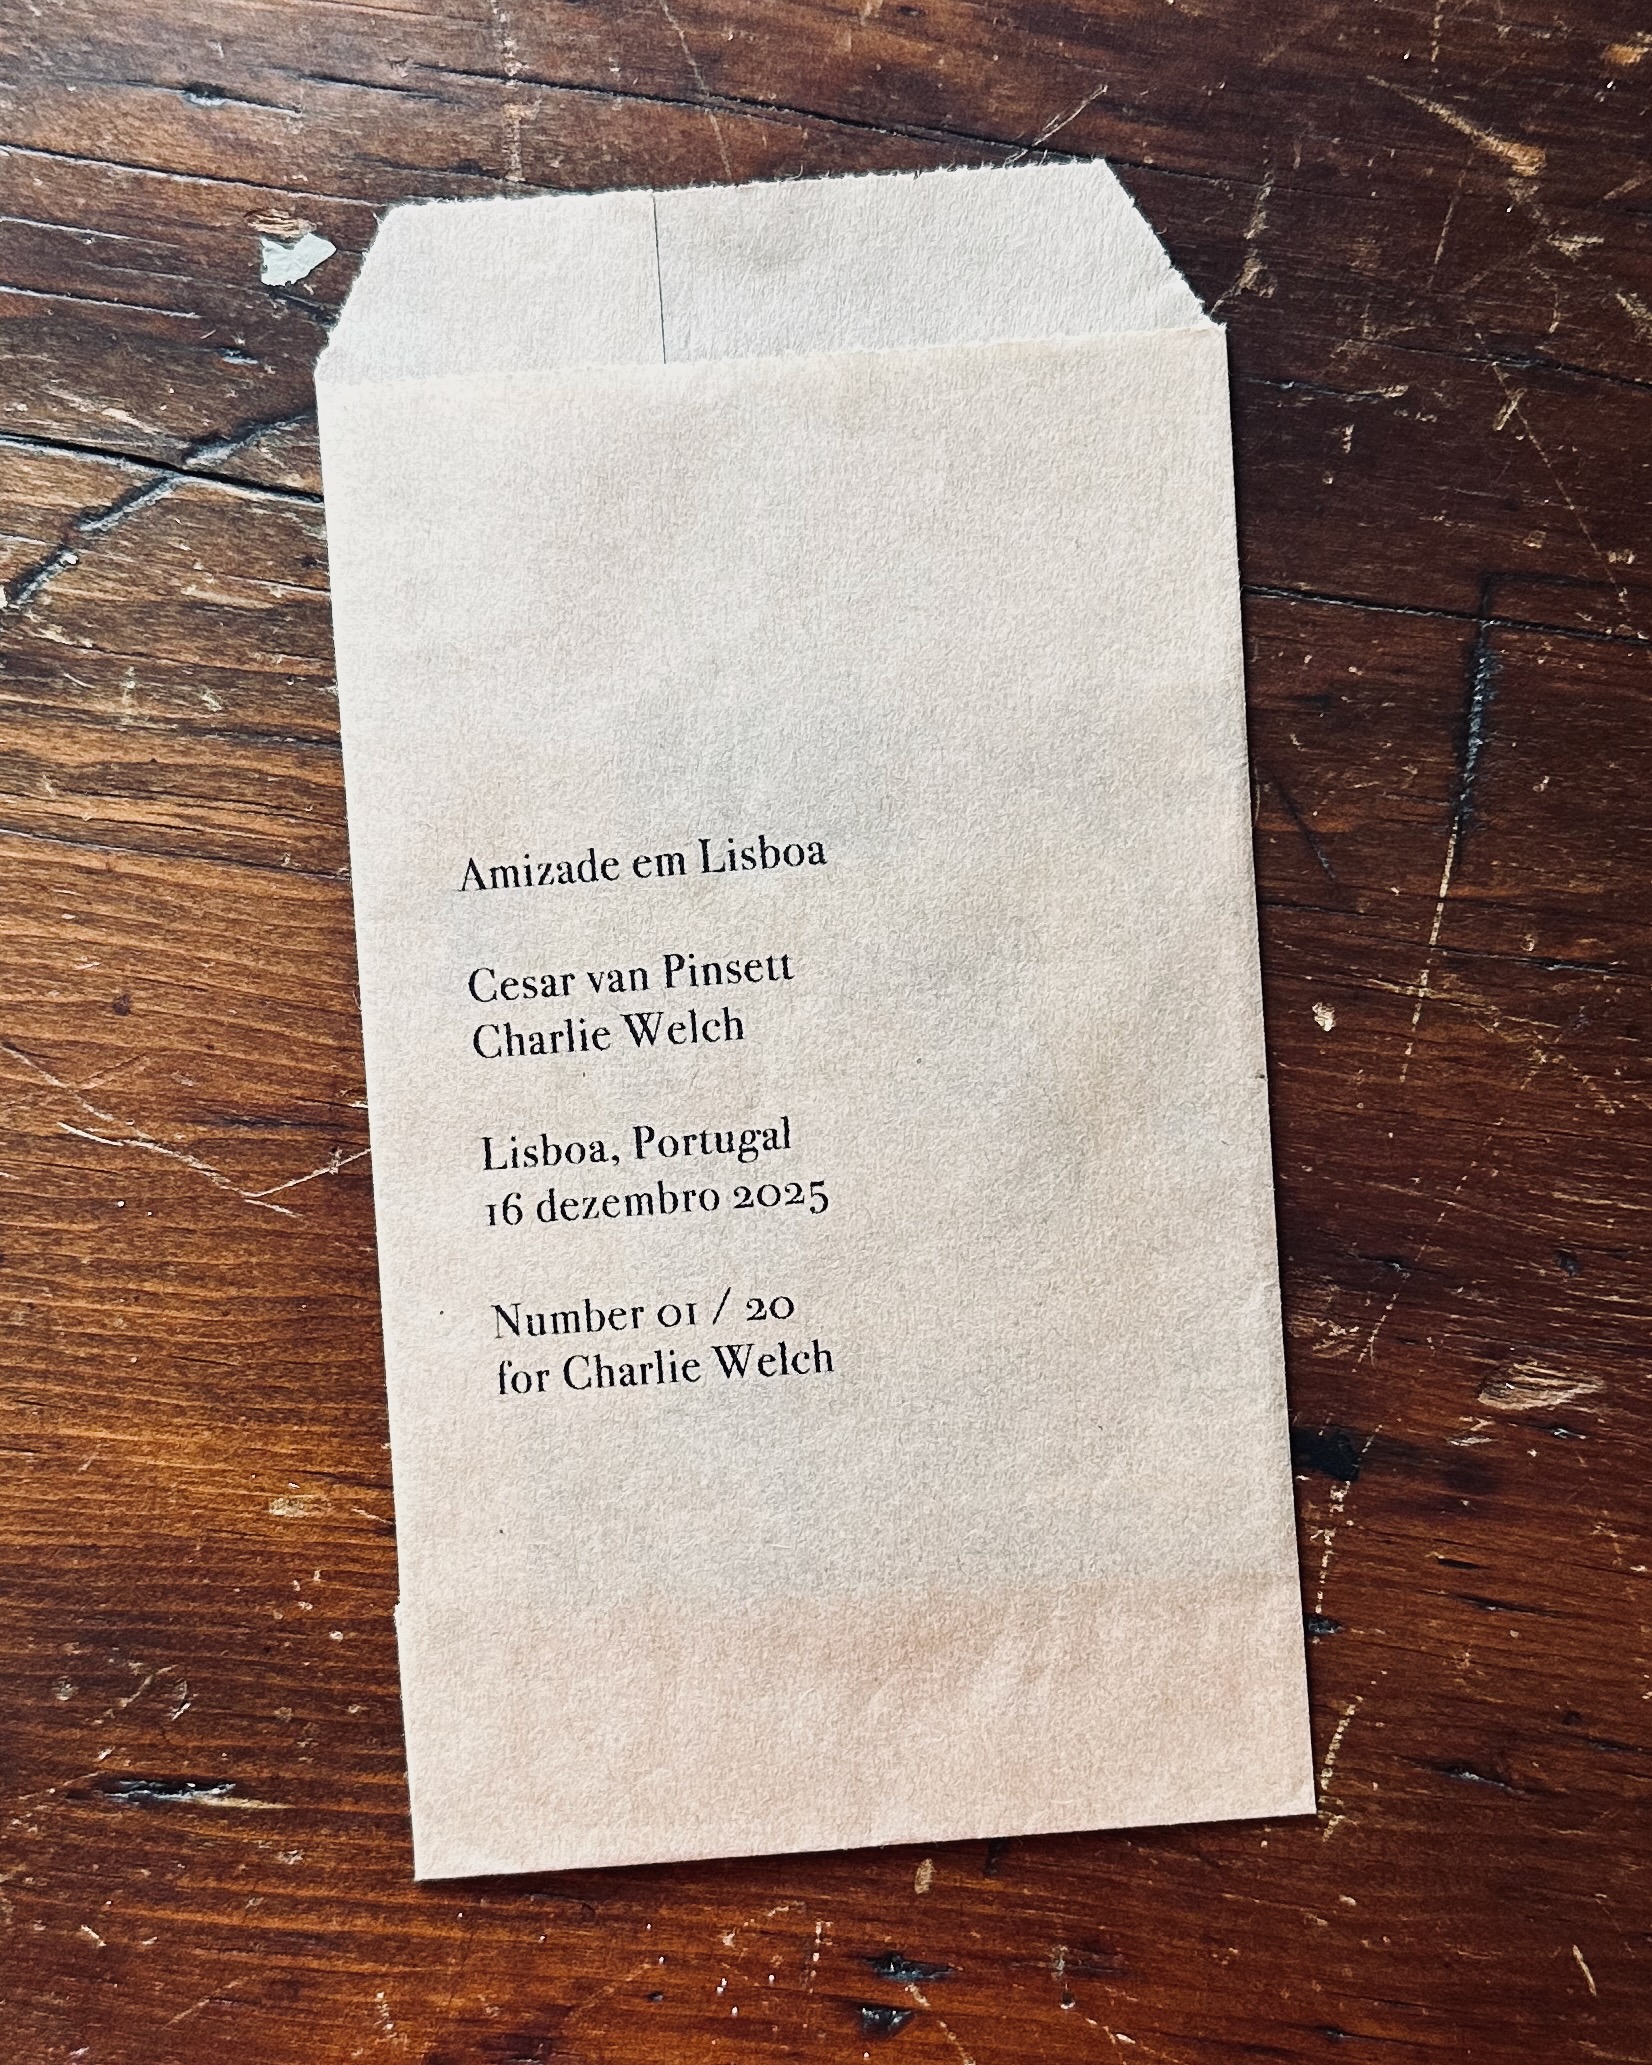 Amizade em Lisboa
Cesar van Pinsett
Charlie Welch
Lisboa, Portugal
16 dezembro 2025
Number 01 / 20
for Charlie Welch